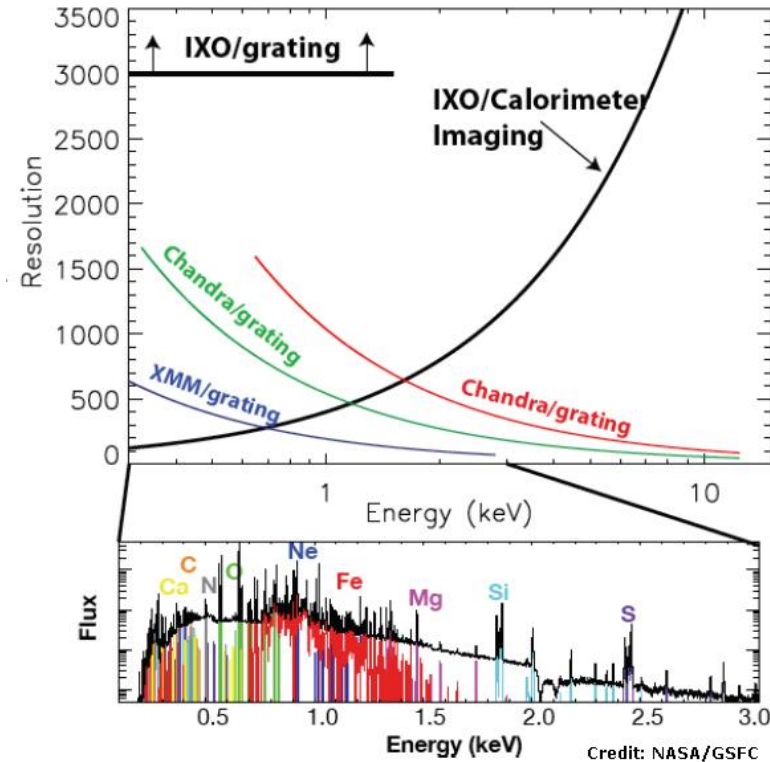 3500
3000
2500
2000
1500
1000
500
0
Resolution
IXO/grating
IXO/Calorimeter
Imaging
Chandra/grating
XMM/grating
Chandra/grating
1
10
Energy (keV)
Flux
Ca
C
N
O
Ne
Fe
Mg
Si
S
0.5
1.0
1.5
2.0
2.5
3.0
Energy (keV)
Credit: NASA/GSFC